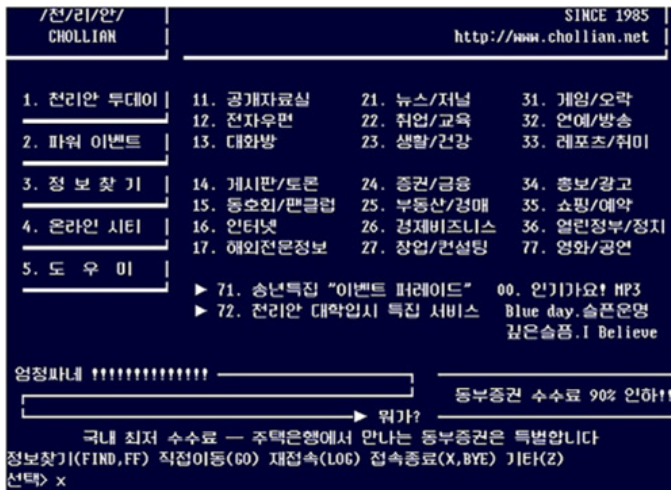 /천/리/안/ SINCE 1985
CHOLLIAN http://www.chollian.net
1. 천리안 투데이 11. 공개자료실 21. 뉴스/저널 31. 게임/오락
12. 전자우편 22. 취업/교육 32. 연예/방송
2. 파워 이벤트 13. 대화방 23. 생활/건강 33. 레포츠/취미
3. 정 보 찾 기 14. 게시판/토론 24. 증권/금융 34. 홍보/광고
15. 동호회/팬클럽 25. 부동산/경매 35. 쇼핑/예약
4. 온라인 시티 16. 인터넷 26. 경제비즈니스 36. 열린정부/정치
17. 해외전문정보 27. 창업/컨설팅 77. 영화/공연
5. 도 우 미
▶ 71. 송년특집 "이벤트 퍼레이드" 00. 인기가요! MP3
▶ 72. 천리안 대학입시 특집 서비스 Blue day.슬픈운명
깊은슬픔.I Believe
엄청싸네 !!!!!!!!!!!!!!
동부증권 수수료 90% 인하!!
▶ 뭐가?
국내 최저 수수료 — 주택은행에서 만나는 동부증권은 특별합니다
정보찾기(FIND,FF) 직접이동(GO) 재접속(LOG) 접속종료(X,BYE) 기타(Z)
선택> x